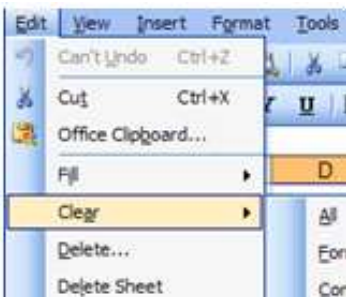 Edit View Insert Format Tools
Can't Undo Ctrl+Z
Cut Ctrl+X
U
Office Clipboard...
Fill
D
Clear
All
Delete...
Delete Sheet